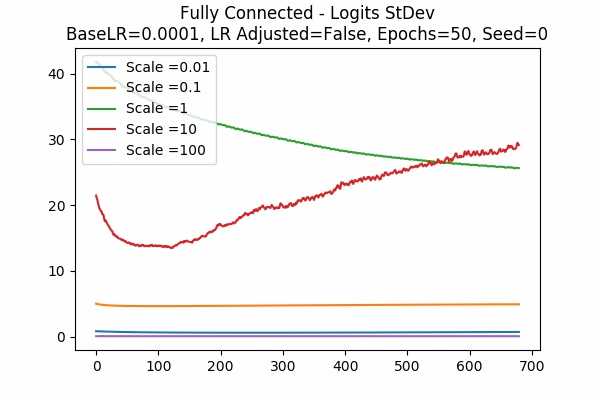 Fully Connected - Logits StDev
BaseLR=0.0001, LR Adjusted=False, Epochs=50, Seed=0
Scale =0.01
Scale =0.1
Scale =1
Scale =10
Scale =100
40
30
20
10
0
0 100 200 300 400 500 600 700